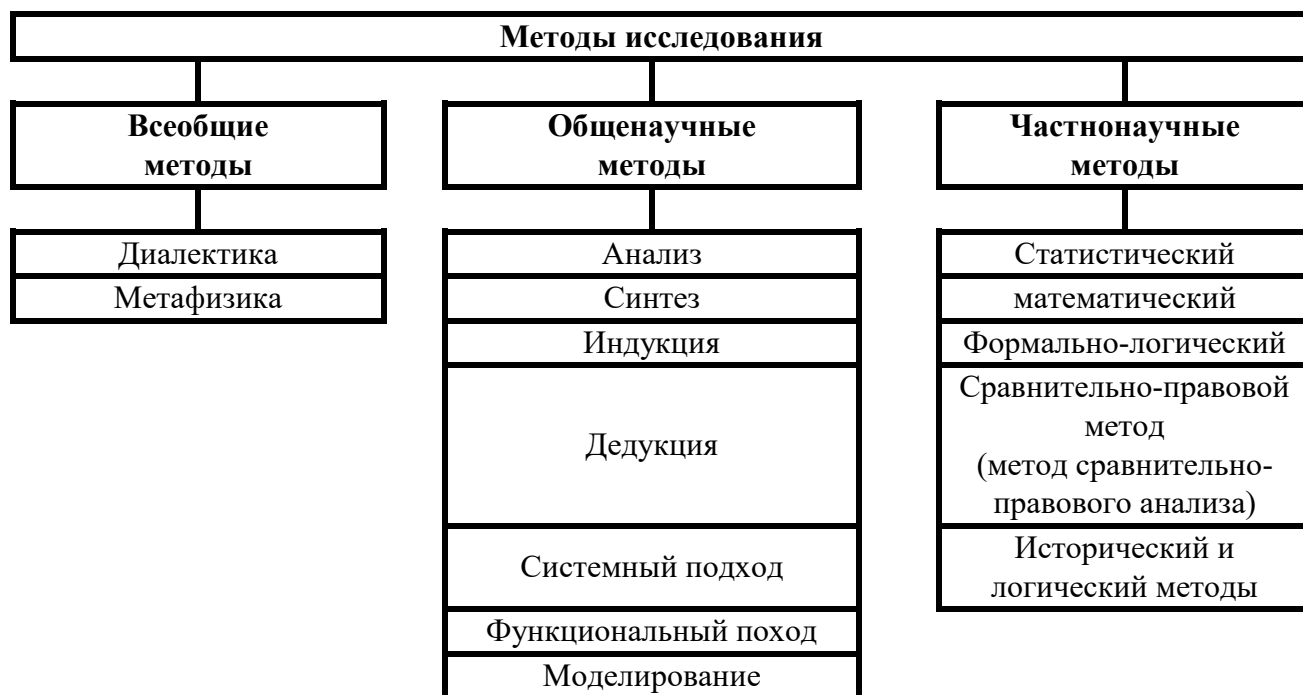 Методы исследования
Всеобщие
методы
Диалектика
Метафизика
Общенаучные
методы
Анализ
Синтез
Индукция
Дедукция
Системный подход
Функциональный поход
Моделирование
Частнонаучные
методы
Статистический
математический
Формально-логический
Сравнительно-правовой
метод
(метод сравнительно-
правового анализа)
Исторический и
логический методы